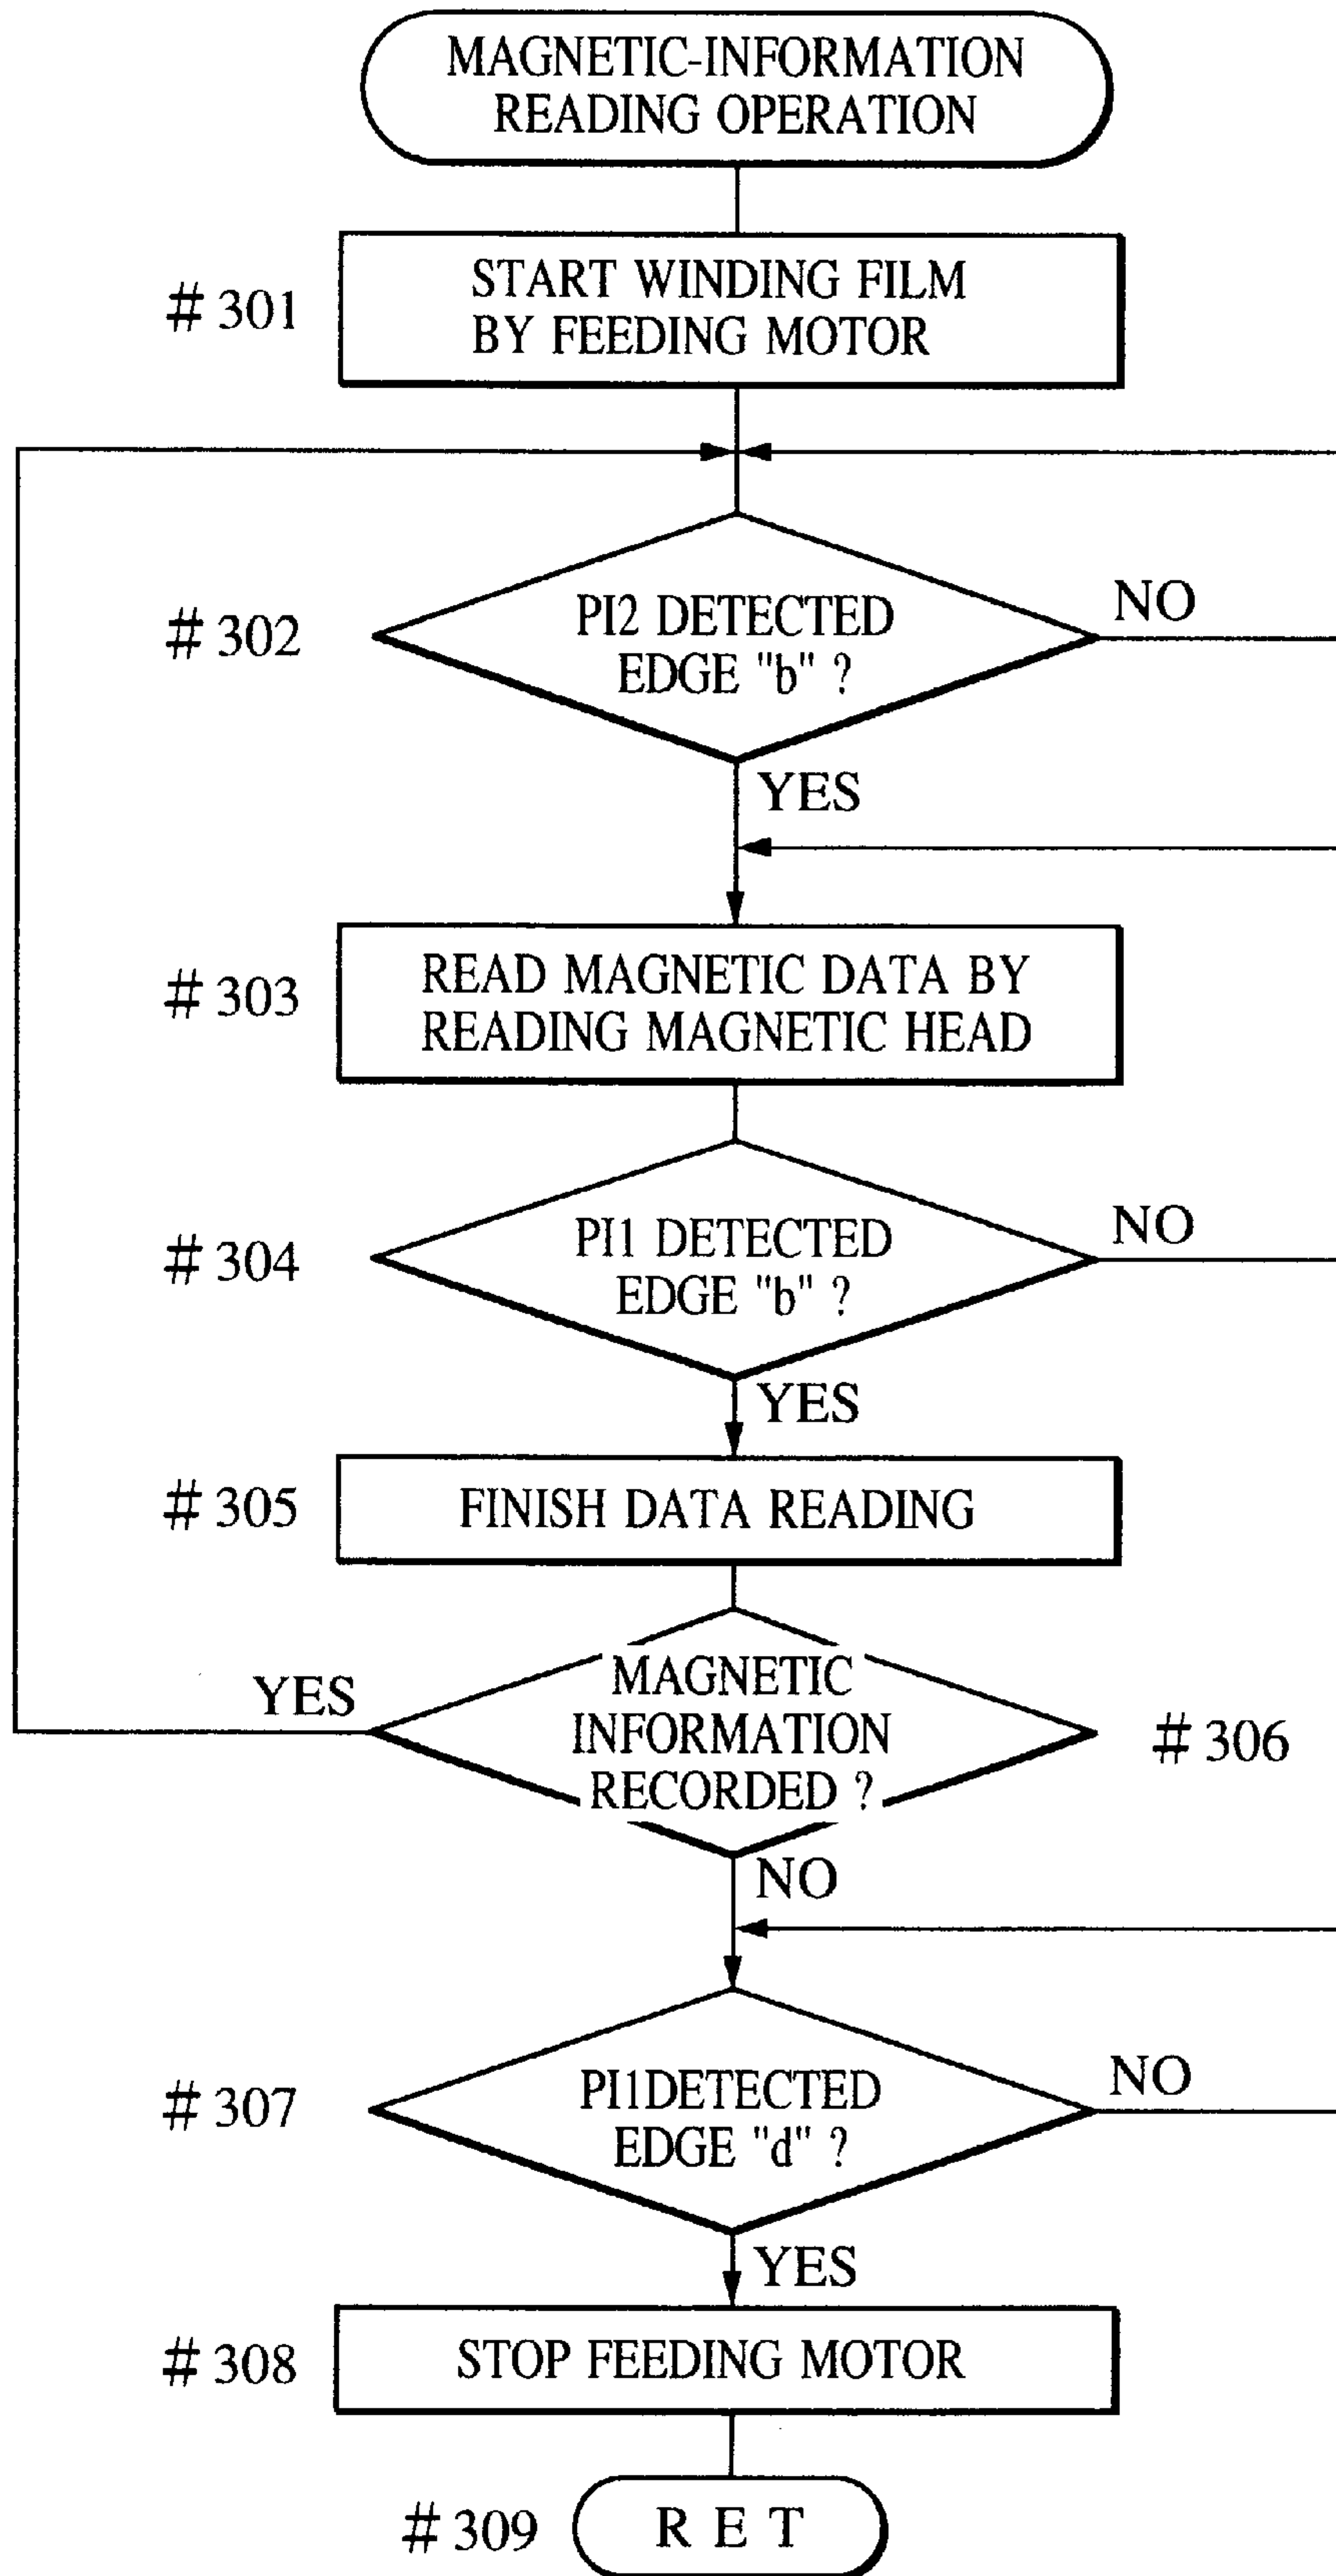 MAGNETIC-INFORMATION
READING OPERATION
#301
START WINDING FILM
BY FEEDING MOTOR
#302
PI2 DETECTED
EDGE "b" ?
NO
YES
#303
READ MAGNETIC DATA BY
READING MAGNETIC HEAD
#304
PI1 DETECTED
EDGE "b" ?
NO
YES
#305
FINISH DATA READING
YES
MAGNETIC
INFORMATION
RECORDED ?
#306
NO
#307
PI1DETECTED
EDGE "d" ?
NO
YES
#308
STOP FEEDING MOTOR
#309
R E T